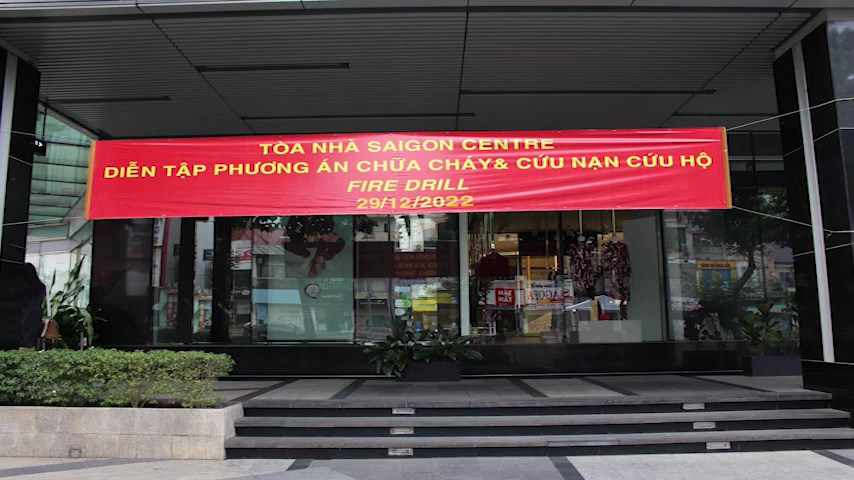 TÒA NHÀ SAIGON CENTRE
DIỄN TẬP PHƯƠNG ÁN CHỮA CHÁY& CỨU NẠN CỨU HỘ
FIRE DRILL
29/12/2022